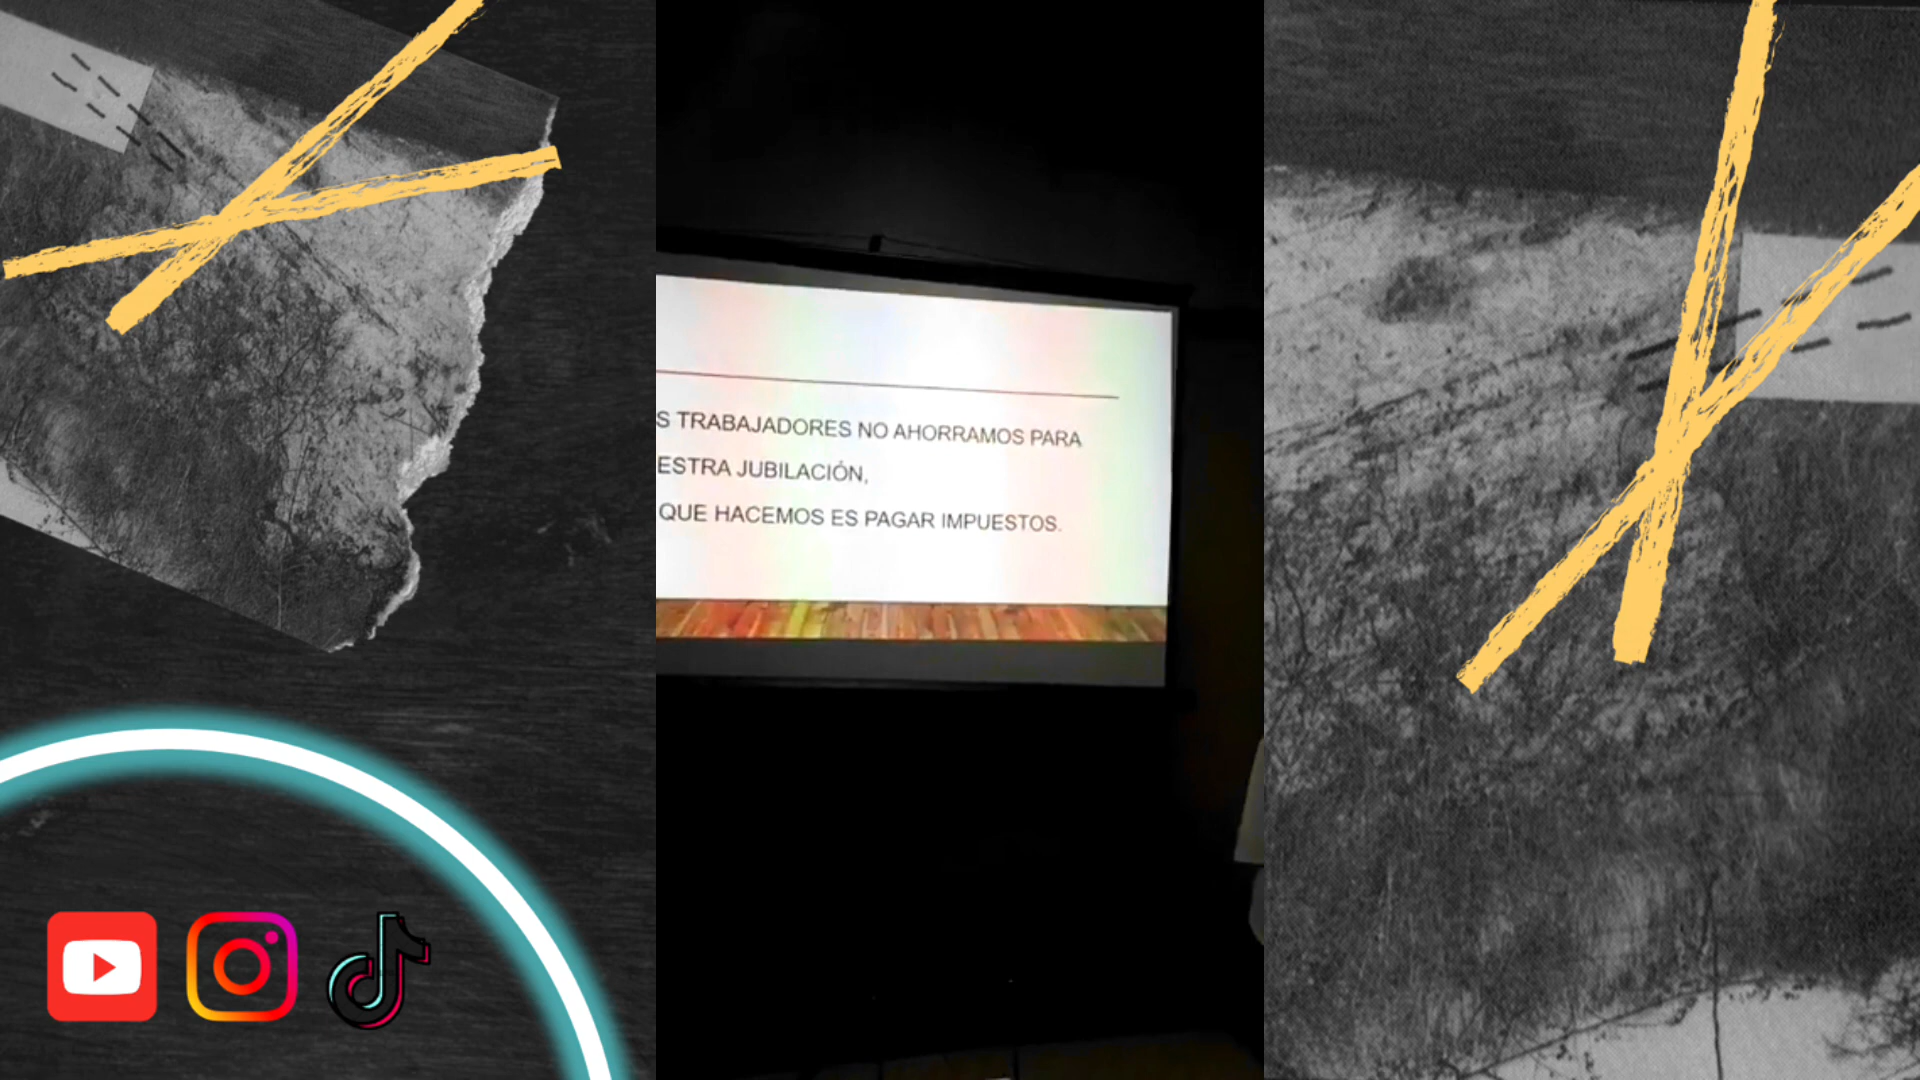 S TRABAJADORES NO AHORRAMOS PARA
ESTRA JUBILACIÓN,
QUE HACEMOS ES PAGAR IMPUESTOS.